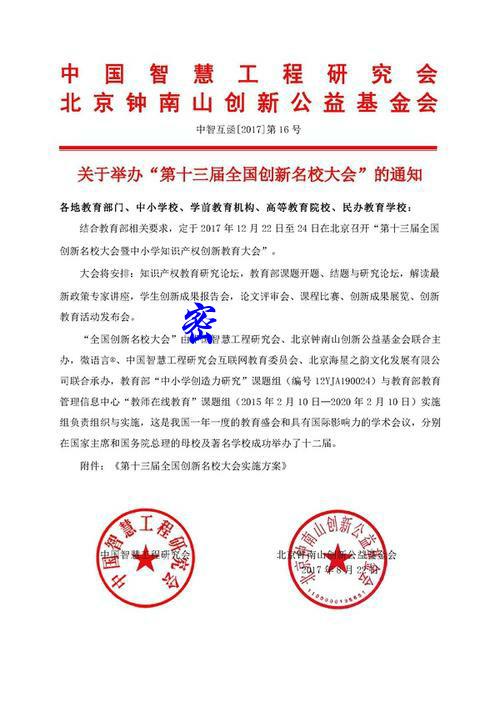 中国智慧工程研究会
北京钟南山创新公益基金会
中智互函[2017]第16号
关于举办“第十三届全国创新名校大会”的通知
各地教育部门、中小学校、学前教育机构、高等教育院校、民办教育学校：
结合教育部相关要求，定于2017年12月22日至24日在北京召开“第十三届全国
创新名校大会暨中小学知识产权创新教育大会”。
大会将安排：知识产权教育研究论坛，教育部课题开题、结题与研究论坛，解读最
新政策专家讲座，学生创新成果报告会，论文评审会、课程比赛、创新成果展览、创新
教育活动发布会。
密
“全国创新名校大会”由中国智慧工程研究会、北京钟南山创新公益基金会联合主
办，微语言®、中国智慧工程研究会互联网教育委员会、北京海星之韵文化发展有限公
司联合承办，教育部“中小学创造力研究”课题组（编号12YJA190024）与教育部教育
管理信息中心“教师在线教育”课题组（2015年2月10日—2020年2月10日）实施
组负责组织与实施，这是我国一年一度的教育盛会和具有国际影响力的学术会议，分别
在国家主席和国务院总理的母校及著名学校成功举办了十二届。
附件：《第十三届全国创新名校大会实施方案》
中国智慧工程研究会
北京钟南山创新公益基金会
2017年8月22日
中国智慧工程研究会
北京钟南山创新公益基金会